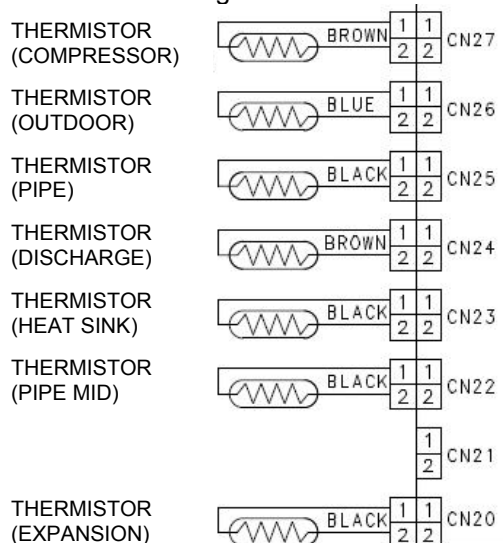 g
THERMISTOR
(COMPRESSOR)
BROWN
1 1
2 2
CN27
THERMISTOR
(OUTDOOR)
BLUE
1 1
2 2
CN26
THERMISTOR
(PIPE)
BLACK
1 1
2 2
CN25
THERMISTOR
(DISCHARGE)
BROWN
1 1
2 2
CN24
THERMISTOR
(HEAT SINK)
BLACK
1 1
2 2
CN23
THERMISTOR
(PIPE MID)
BLACK
1 1
2 2
CN22
1
2
CN21
THERMISTOR
(EXPANSION)
BLACK
1 1
2 2
CN20